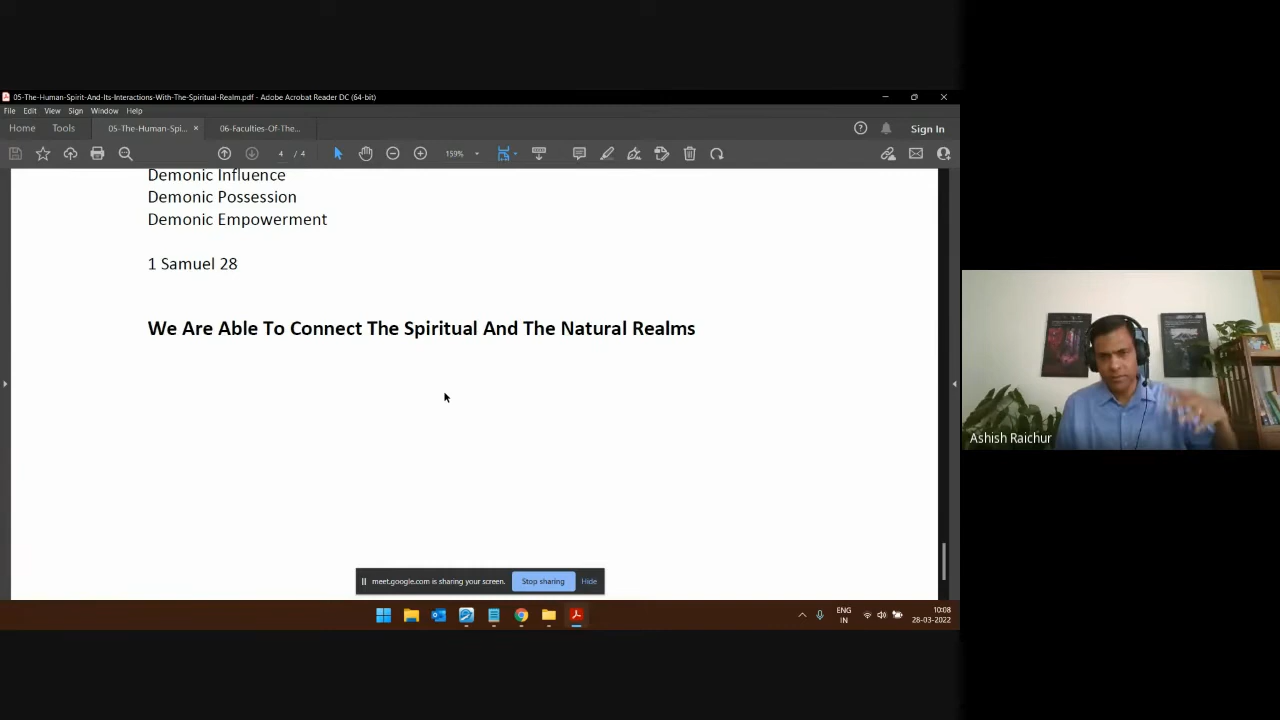 05-The-Human-Spirit-And-Its-Interactions-With-The-Spiritual-Realm.pdf - Adobe Acrobat Reader DC (64-bit)
File Edit View Sign Window Help
Home Tools 05-The-Human-Spi... × 06-Faculties-Of-The... Sign In
4 / 4 159%
Demonic Influence
Demonic Possession
Demonic Empowerment
1 Samuel 28
We Are Able To Connect The Spiritual And The Natural Realms
Ashish Raichur
meet.google.com is sharing your screen. Stop sharing Hide
ENG 10:08
IN 28-03-2022